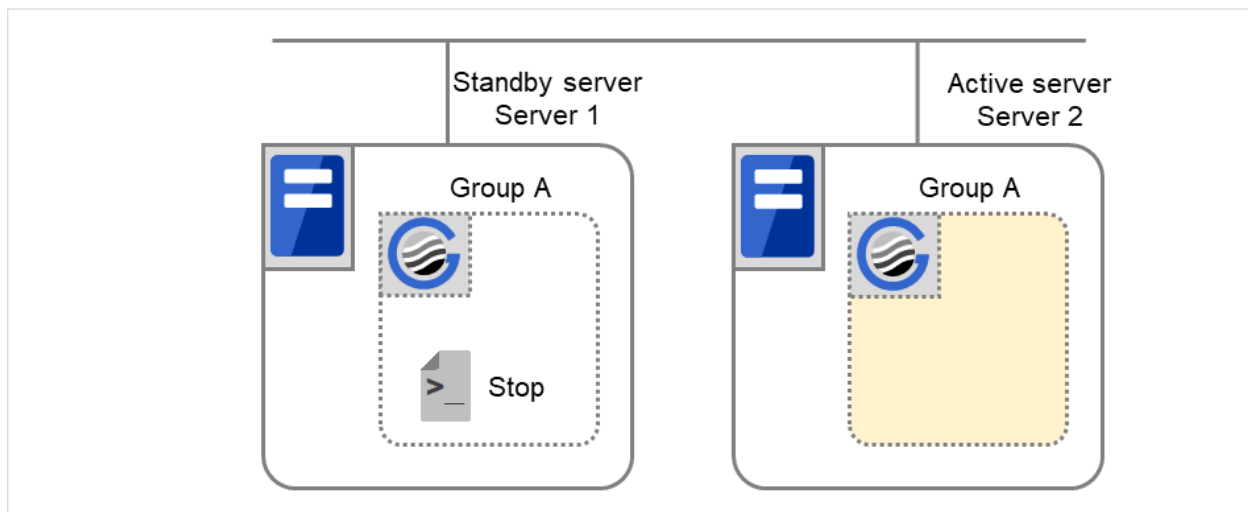 Standby server
Server 1
Active server
Server 2
Group A
Group A
>_
Stop